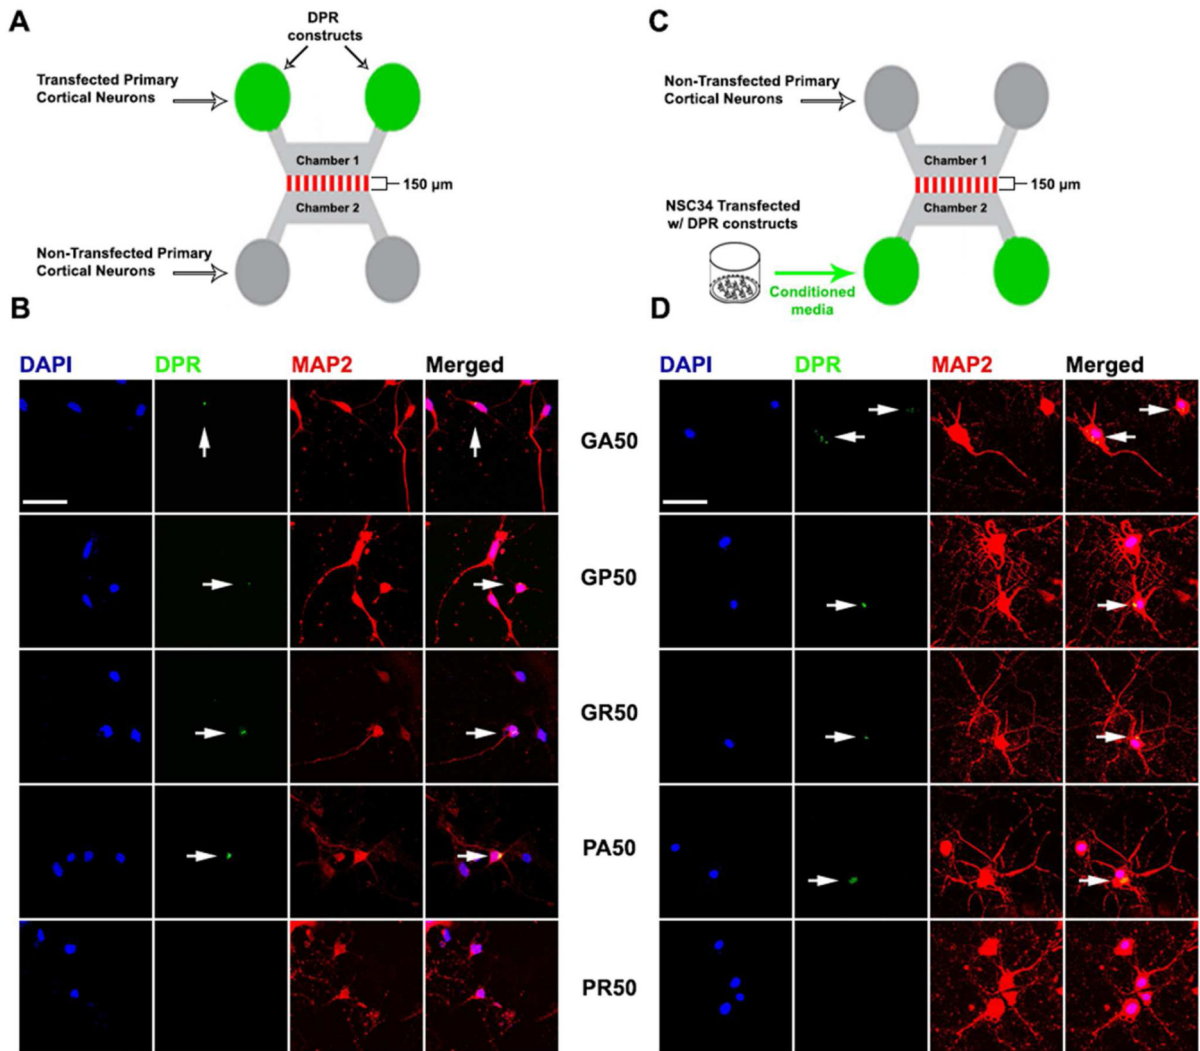 A
DPR
constructs
Transfected Primary
Cortical Neurons
Chamber 1
150 µm
Chamber 2
Non-Transfected Primary
Cortical Neurons
C
Non-Transfected Primary
Cortical Neurons
Chamber 1
150 µm
Chamber 2
NSC34 Transfected
w/ DPR constructs
Conditioned
media
B
DAPI DPR MAP2 Merged
D
DAPI DPR MAP2 Merged
GA50
GP50
GR50
PA50
PR50